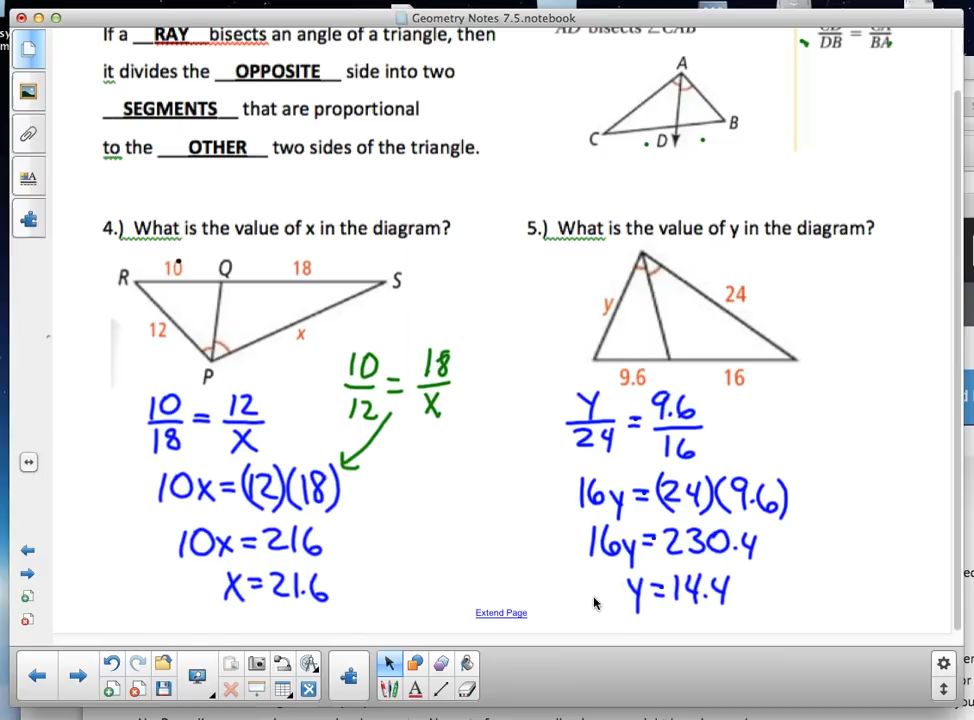 Geometry Notes 7.5.notebook
If a RAY bisects an angle of a triangle, then
it divides the OPPOSITE side into two
SEGMENTS that are proportional
to the OTHER two sides of the triangle.
AD bisects ∠CAB
DB = BA
A
B
C
D
4.) What is the value of x in the diagram?
R 10 Q 18 S
12 x
P
10/12 = 18/x
10/18 = 12/x
10x = (12)(18)
10x = 216
x = 21.6
5.) What is the value of y in the diagram?
y 24
9.6 16
y/24 = 9.6/16
16y = (24)(9.6)
16y = 230.4
y = 14.4
Extend Page